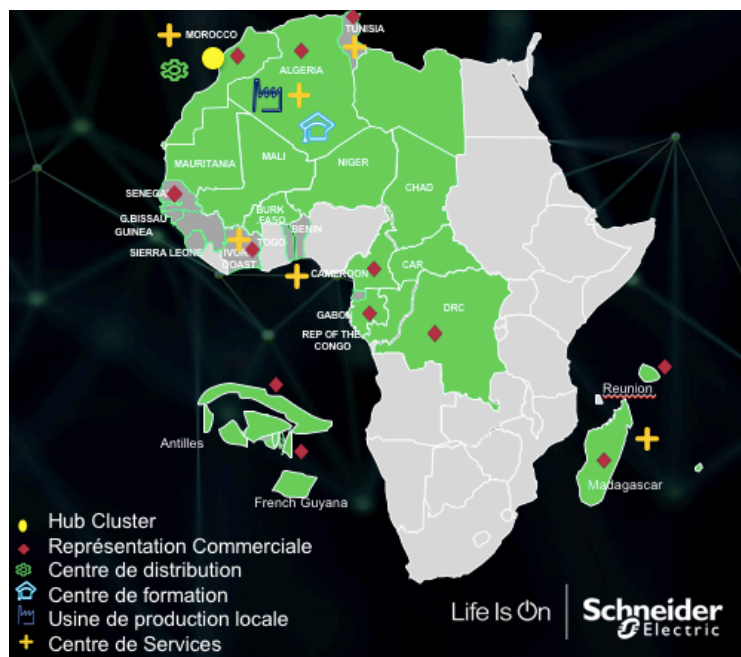 MOROCCO
TUNISIA
ALGERIA
MAURITANIA
MALI
NIGER
CHAD
SENEGA
G.BISSAU
GUINEA
SIERRA LEONE
BURK
FASO
BENIN
TOGO
IVOR
COAST
CAMEROON
CAR
GABON
REP OF THE
CONGO
DRC
Reunion
Madagascar
Antilles
French Guyana
Hub Cluster
Représentation Commerciale
Centre de distribution
Centre de formation
Usine de production locale
Centre de Services
Life Is On
Schneider
Electric